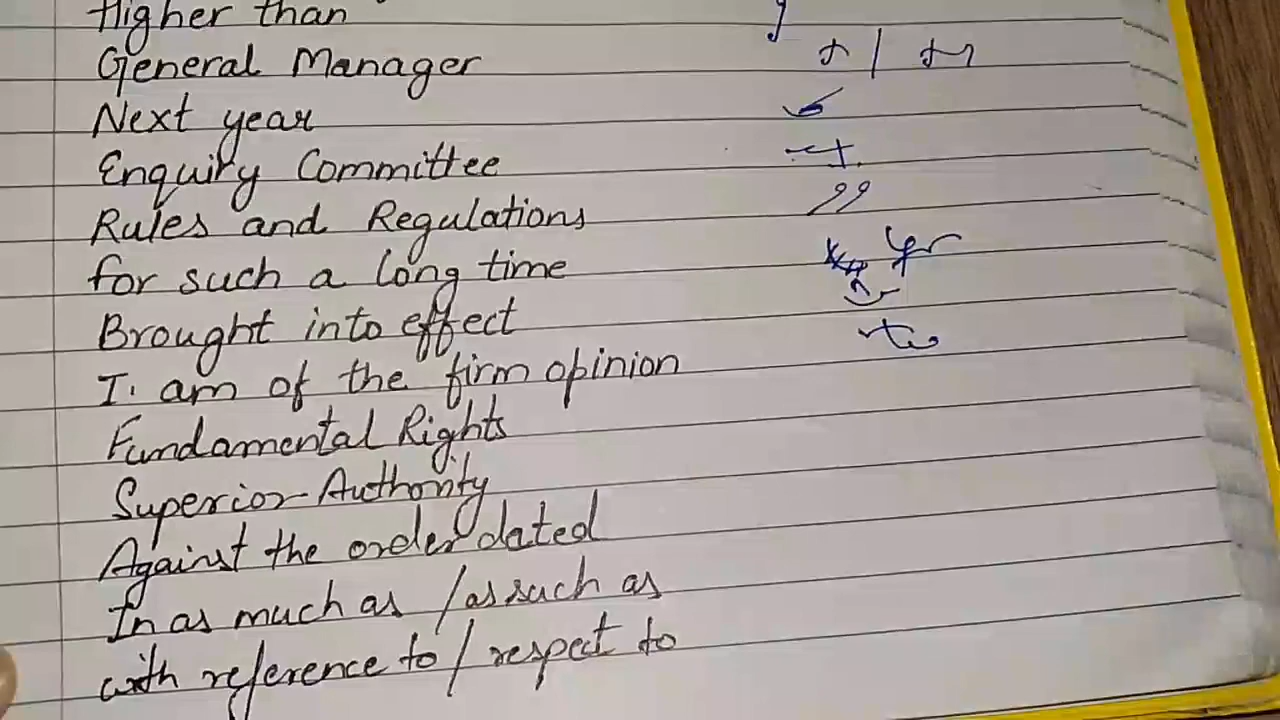 Higher than
General Manager
Next year
Enquiry Committee
Rules and Regulations
for such a long time
Brought into effect
I. am of the firm opinion
Fundamental Rights
Superior Authority
Against the order dated
In as much as / as such as
with reference to / respect to